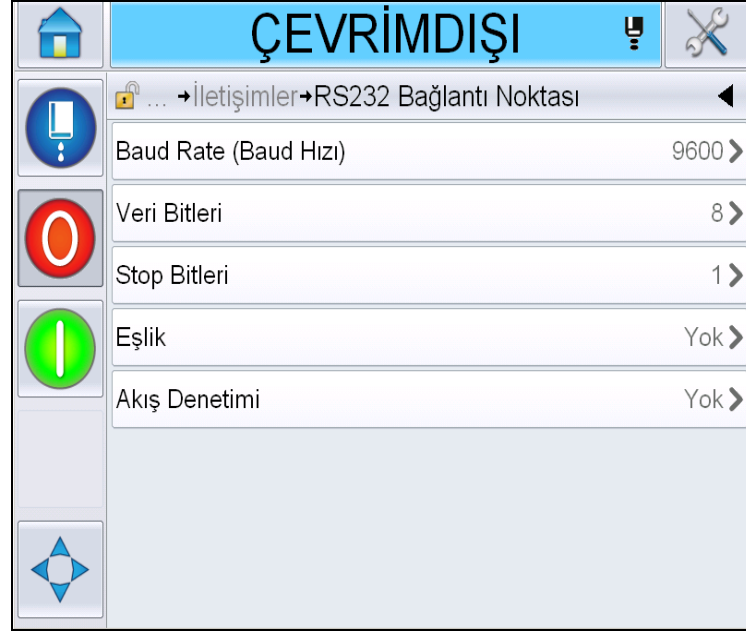 ÇEVRİMDIŞI
... →İletişimler→RS232 Bağlantı Noktası
Baud Rate (Baud Hızı) 9600
Veri Bitleri 8
Stop Bitleri 1
Eşlik Yok
Akış Denetimi Yok